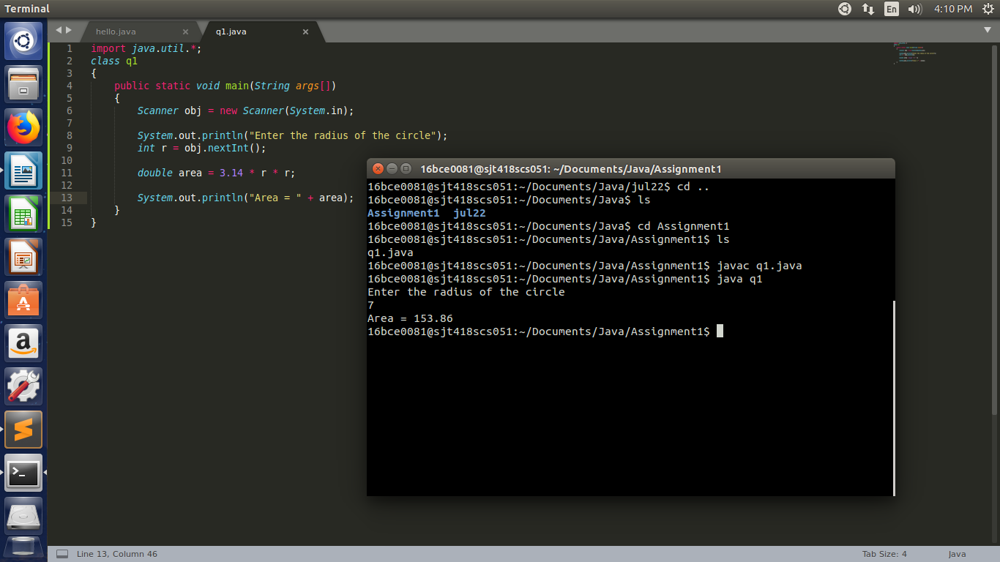 Terminal
En
4:10 PM
hello.java
q1.java
1 import java.util.*;
2 class q1
3 {
4     public static void main(String args[])
5     {
6         Scanner obj = new Scanner(System.in);
7
8         System.out.println("Enter the radius of the circle");
9         int r = obj.nextInt();
10
11         double area = 3.14 * r * r;
12
13         System.out.println("Area = " + area);
14     }
15 }
16bce0081@sjt418scs051: ~/Documents/Java/Assignment1
16bce0081@sjt418scs051:~/Documents/Java/jul22$ cd ..
16bce0081@sjt418scs051:~/Documents/Java$ ls
Assignment1  jul22
16bce0081@sjt418scs051:~/Documents/Java$ cd Assignment1
16bce0081@sjt418scs051:~/Documents/Java/Assignment1$ ls
q1.java
16bce0081@sjt418scs051:~/Documents/Java/Assignment1$ javac q1.java
16bce0081@sjt418scs051:~/Documents/Java/Assignment1$ java q1
Enter the radius of the circle
7
Area = 153.86
16bce0081@sjt418scs051:~/Documents/Java/Assignment1$
Line 13, Column 46
Tab Size: 4
Java